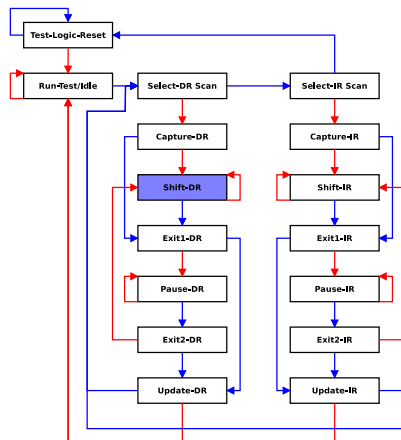 Test-Logic-Reset
Run-Test/Idle
Select-DR Scan
Select-IR Scan
Capture-DR
Capture-IR
Shift-DR
Shift-IR
Exit1-DR
Exit1-IR
Pause-DR
Pause-IR
Exit2-DR
Exit2-IR
Update-DR
Update-IR